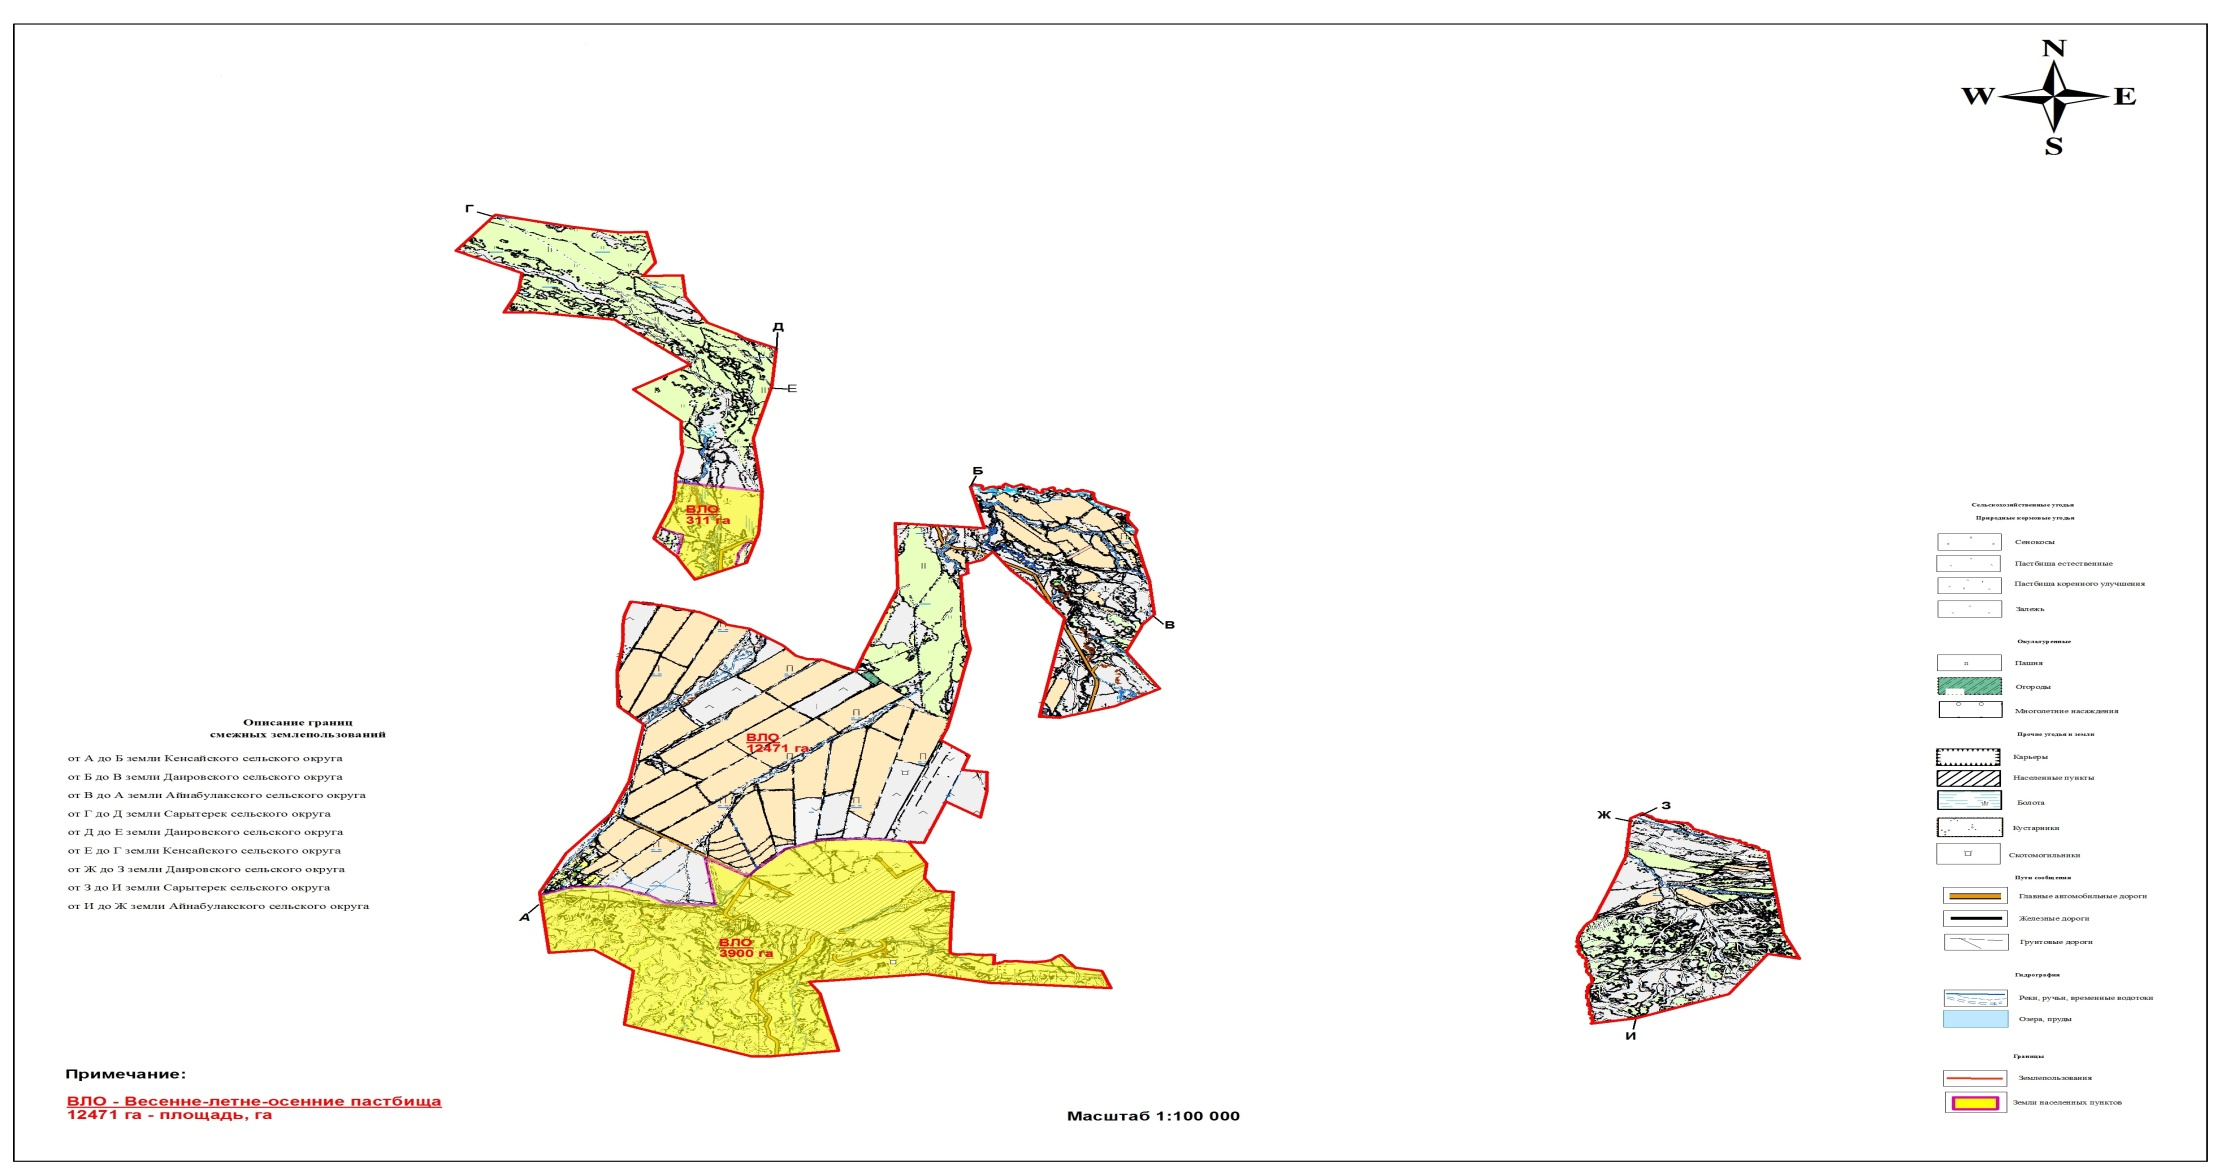 N
W E
S
Г
Д
Е
ВЛО
311 га
Б
В
ВЛО
12471 га
А
ВЛО
3900 га
Ж
З
И
Описание границ
смежных землепользований
от А до Б земли Кенсайского сельского округа
от Б до В земли Даировского сельского округа
от В до А земли Айнабулакского сельского округа
от Г до Д земли Сарытерек сельского округа
от Д до Е земли Даировского сельского округа
от Е до Г земли Кенсайского сельского округа
от Ж до З земли Даировского сельского округа
от З до И земли Сарытерек сельского округа
от И до Ж земли Айнабулакского сельского округа
Примечание:
ВЛО - Весенне-летне-осенние пастбища
12471 га - площадь, га
Масштаб 1:100 000
Сельскохозяйственные угодья
Природные кормовые угодья
Сенокосы
Пастбища естественные
Пастбища коренного улучшения
Залежь
Окультуренные
Пашня
Огороды
Многолетние насаждения
Прочие угодья и земли
Карьеры
Населенные пункты
Болота
Кустарники
Скотомогильники
Пути сообщения
Главные автомобильные дороги
Железные дороги
Грунтовые дороги
Гидрография
Реки, ручьи, временные водотоки
Озера, пруды
Границы
Землепользования
Земли населенных пунктов